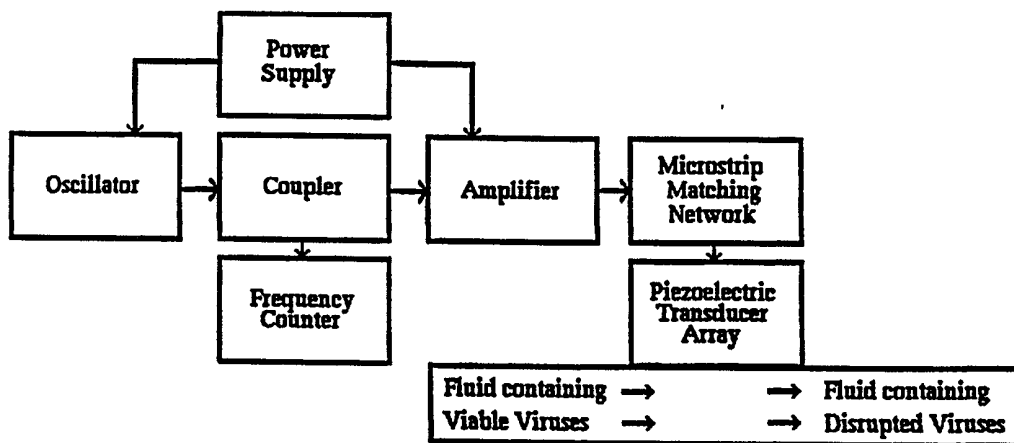 Power
Supply
Oscillator
Coupler
Amplifier
Microstrip
Matching
Network
Frequency
Counter
Piezoelectric
Transducer
Array
Fluid containing → → Fluid containing
Viable Viruses → → Disrupted Viruses